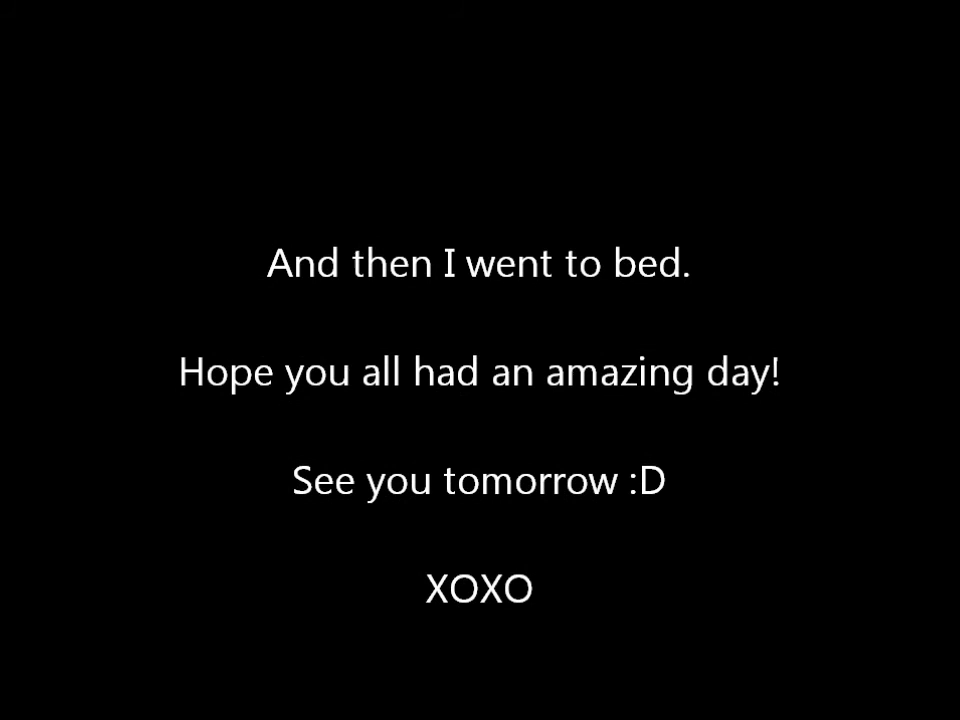 And then I went to bed.
Hope you all had an amazing day!
See you tomorrow :D
XOXO